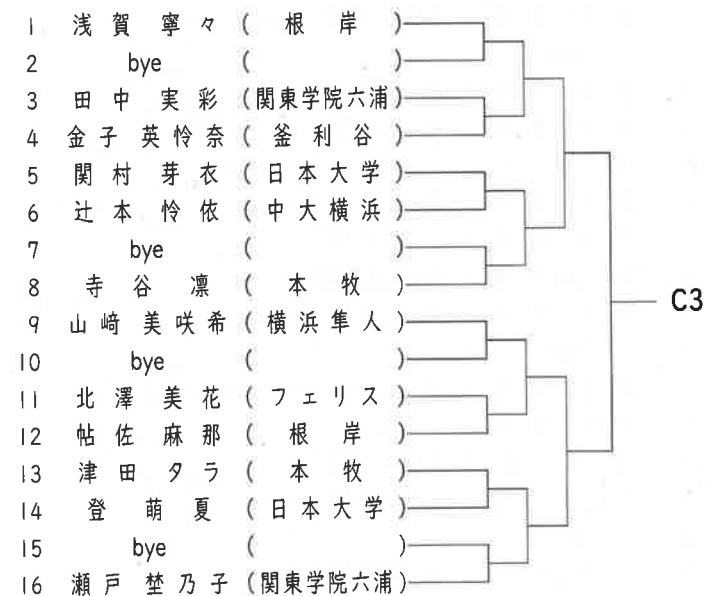 1 浅賀 寧々 ( 根岸 )
2 bye ( )
3 田中 実彩 (関東学院六浦)
4 金子 英怜奈 ( 釜利谷 )
5 関村 芽衣 ( 日本大学 )
6 辻本 怜依 ( 中大横浜 )
7 bye ( )
8 寺谷 凛 ( 本牧 )
9 山﨑 美咲希 ( 横浜隼人 )
10 bye ( )
11 北澤 美花 ( フェリス )
12 帖佐 麻那 ( 根岸 )
13 津田 タラ ( 本牧 )
14 登 萌夏 ( 日本大学 )
15 bye ( )
16 瀬戸 埜乃子 (関東学院六浦)
C3